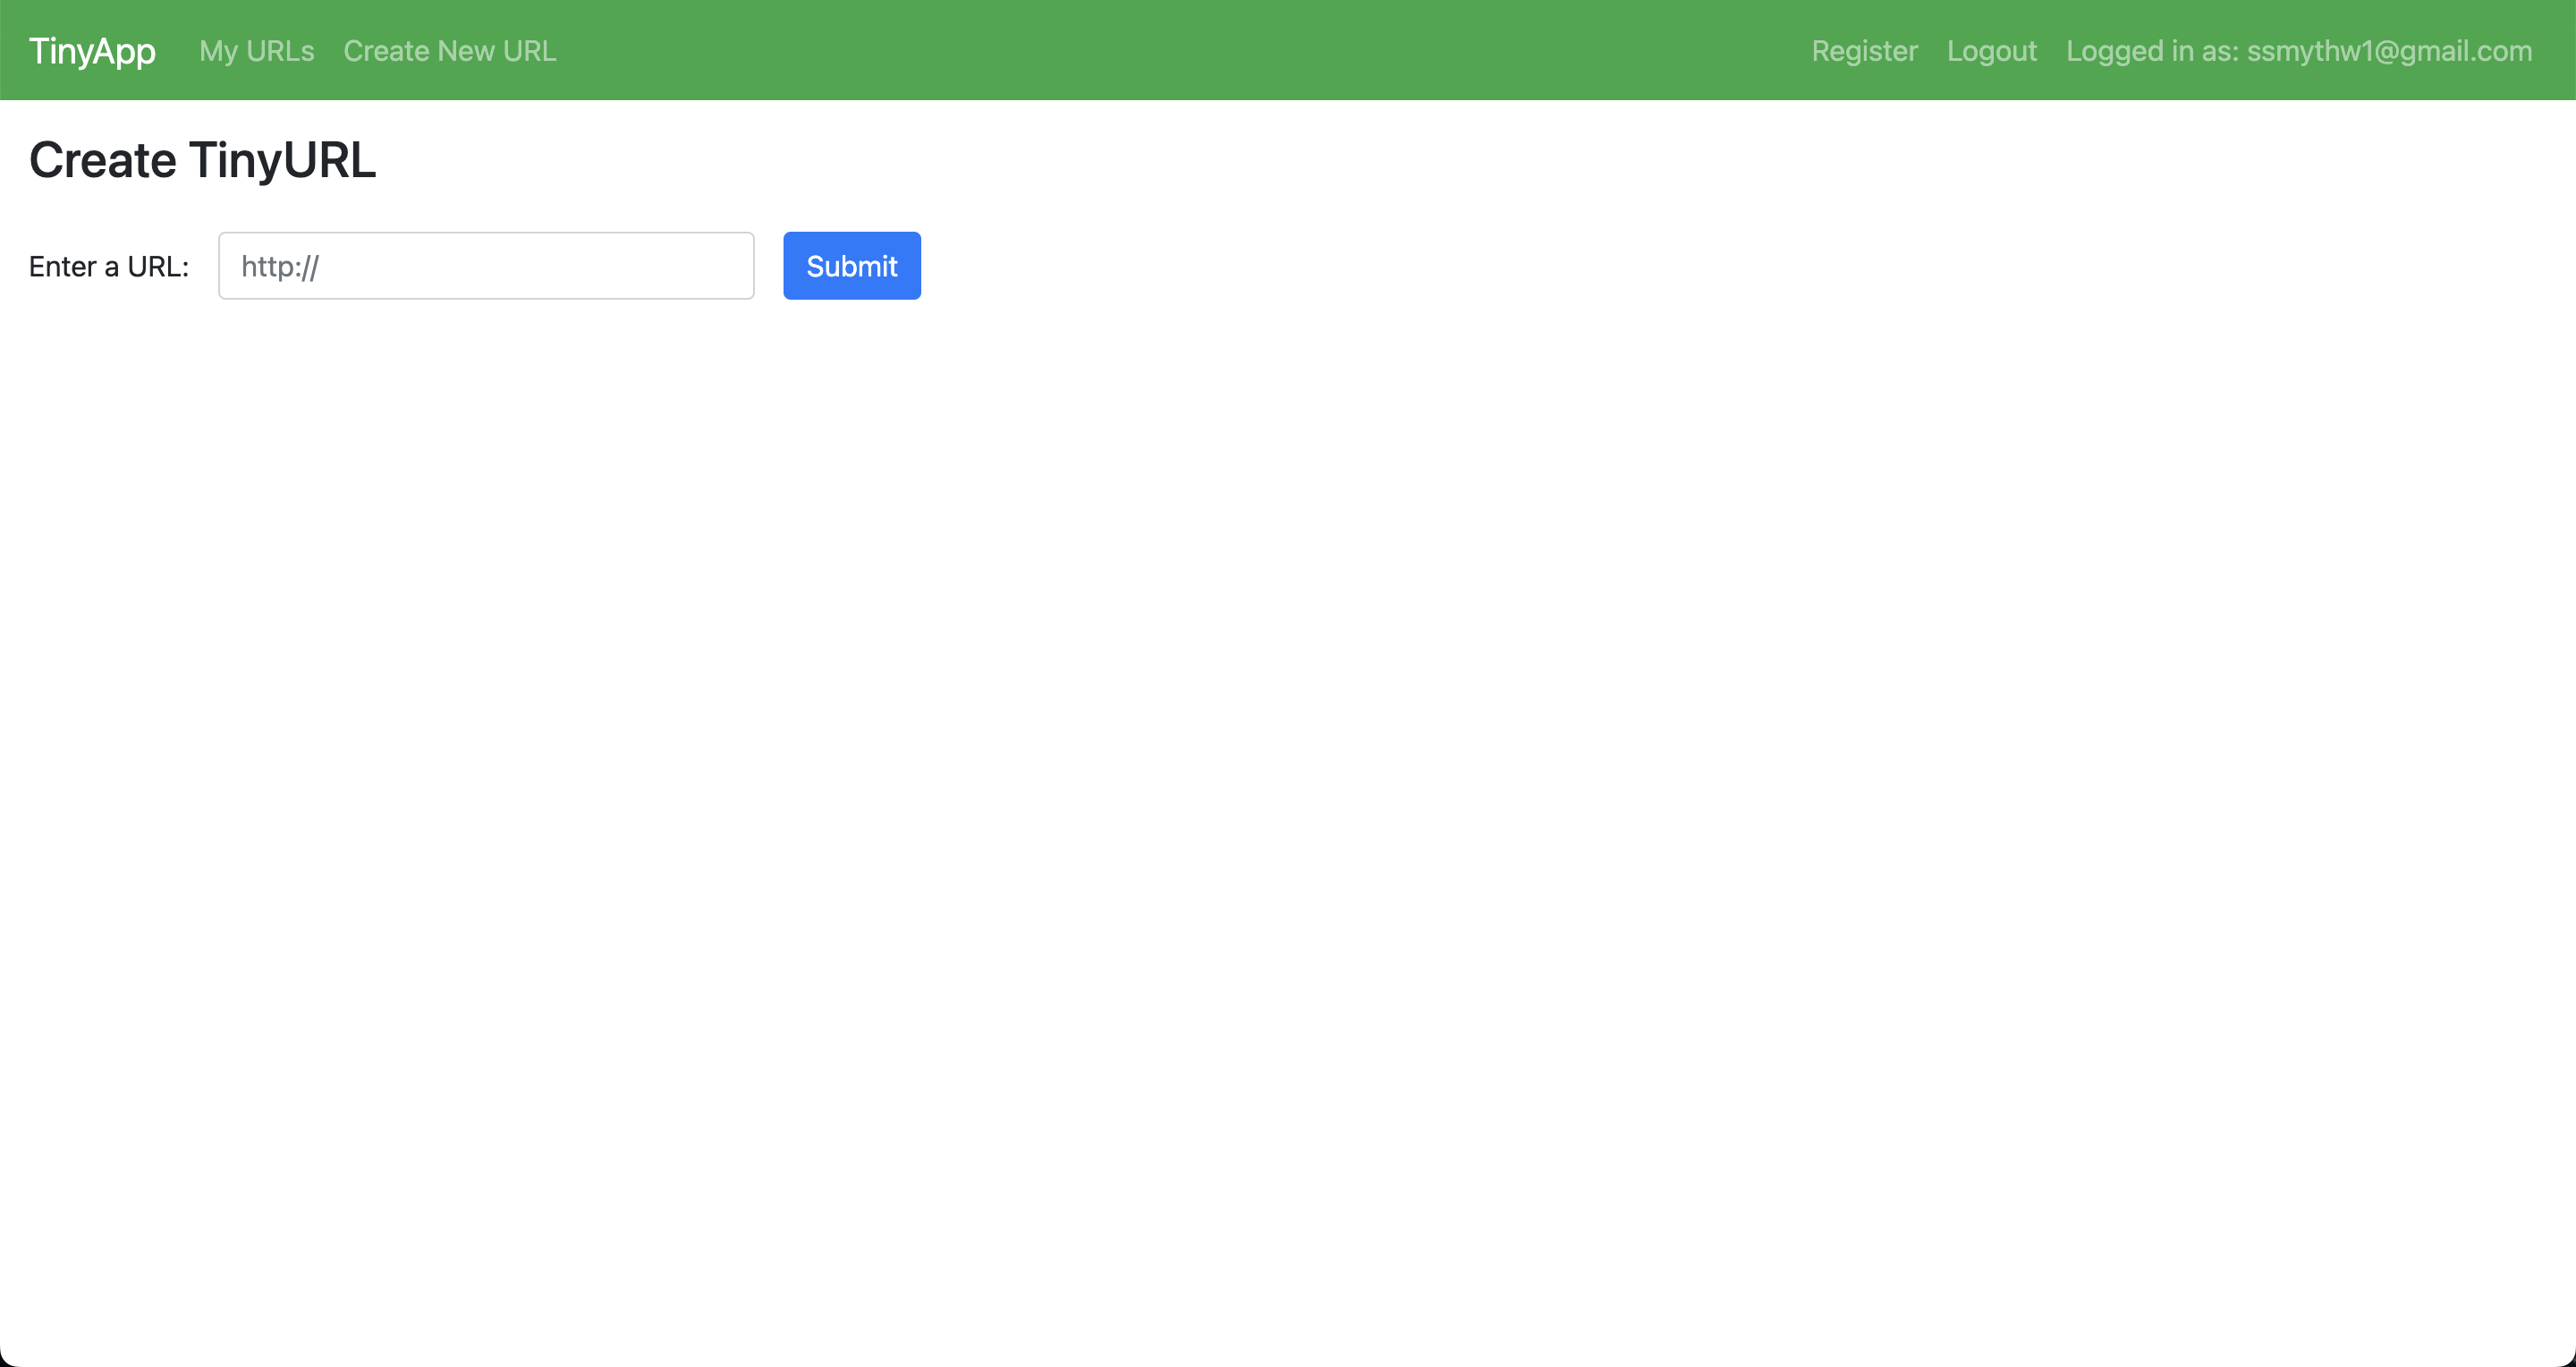 TinyApp My URLs Create New URL Register Logout Logged in as: ssmythw1@gmail.com
Create TinyURL
Enter a URL: http:// Submit